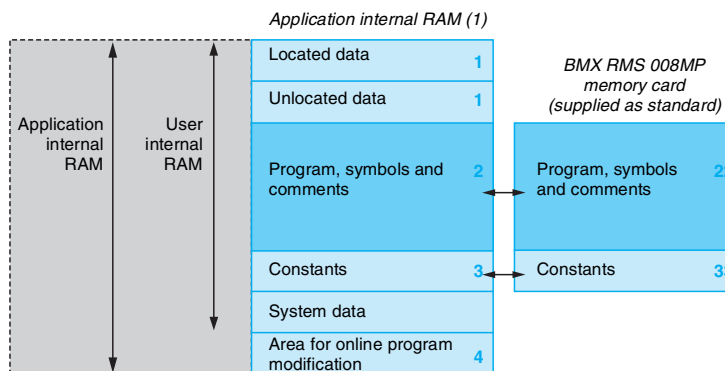 Application internal RAM (1)
Located data 1
Unlocated data 1
Application
internal
RAM
User
internal
RAM
Program, symbols and
comments
2
Constants 3
System data
Area for online program
modification
4
BMX RMS 008MP
memory card
(supplied as standard)
Program, symbols
and comments
2
Constants 3